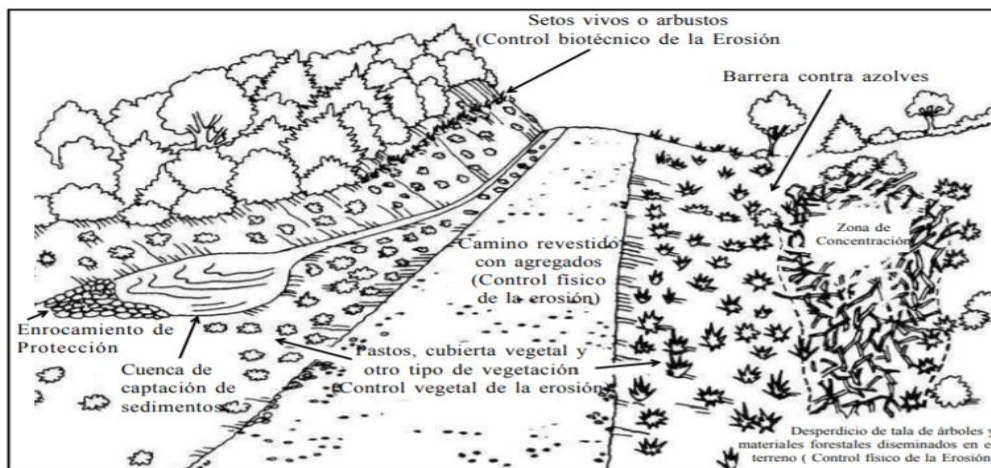 Setos vivos o arbustos
(Control biotécnico de la Erosión
Barrera contra azolves
Zona de
Concentración
Camino revestido
con agregados
(Control físico
de la erosión)
Enrocamiento de
Protección
Cuenca de
captación de
sedimentos
Pastos, cubierta vegetal y
otro tipo de vegetación
(Control vegetal de la erosión)
Desperdicio de tala de árboles y
materiales forestales diseminados en e
terreno ( Control físico de la Erosión